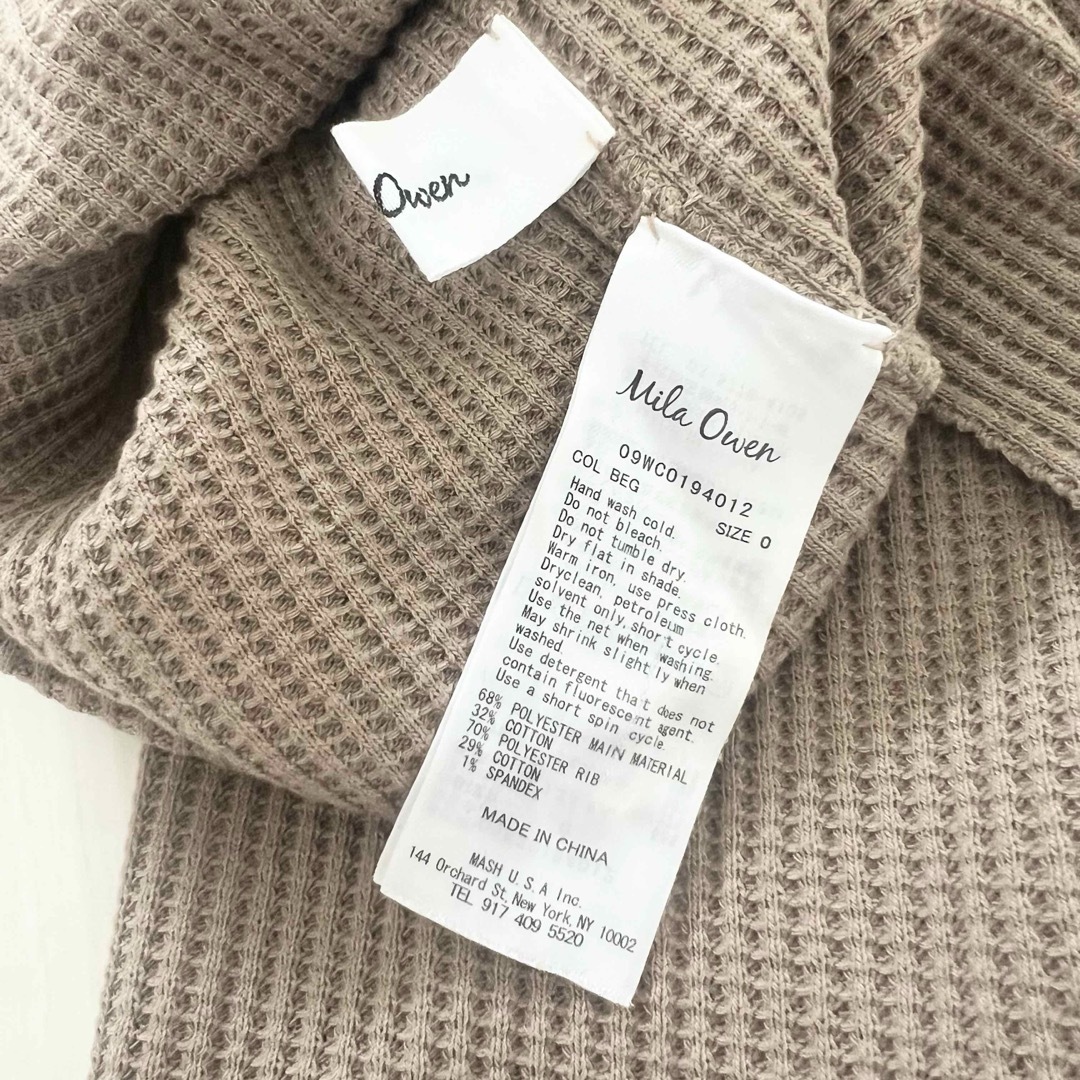 Owen
Mila Owen
09WC0194012
COL BEG
SIZE 0
Hand wash cold.
Do not bleach.
Do not tumble dry.
Dry flat in shade.
Warm iron, use press cloth.
Dryclean, petroleum
solvent only, short cycle.
Use the net when washing.
May shrink slightly when
washed.
Use detergent that does not
contain fluorescent agent.
Use a short spin cycle.
68% POLYESTER MAIN MATERIAL
32% COTTON
70% POLYESTER RIB
29% COTTON
1% SPANDEX
MADE IN CHINA
MASH U.S.A Inc.
144 Orchard St, New York, NY 10002
TEL 917 409 5520